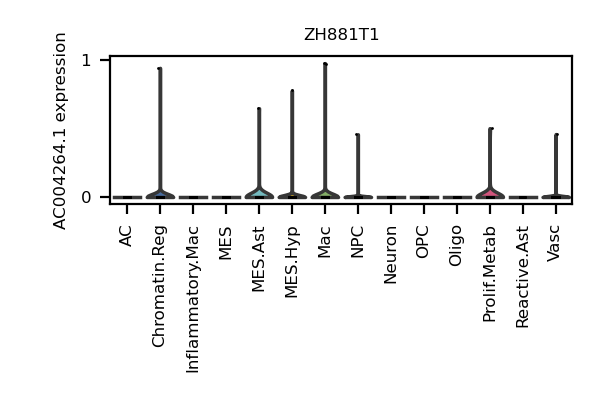 ZH881T1
AC004264.1 expression
1
0
AC
Chromatin.Reg
Inflammatory.Mac
MES
MES.Ast
MES.Hyp
Mac
NPC
Neuron
OPC
Oligo
Prolif.Metab
Reactive.Ast
Vasc